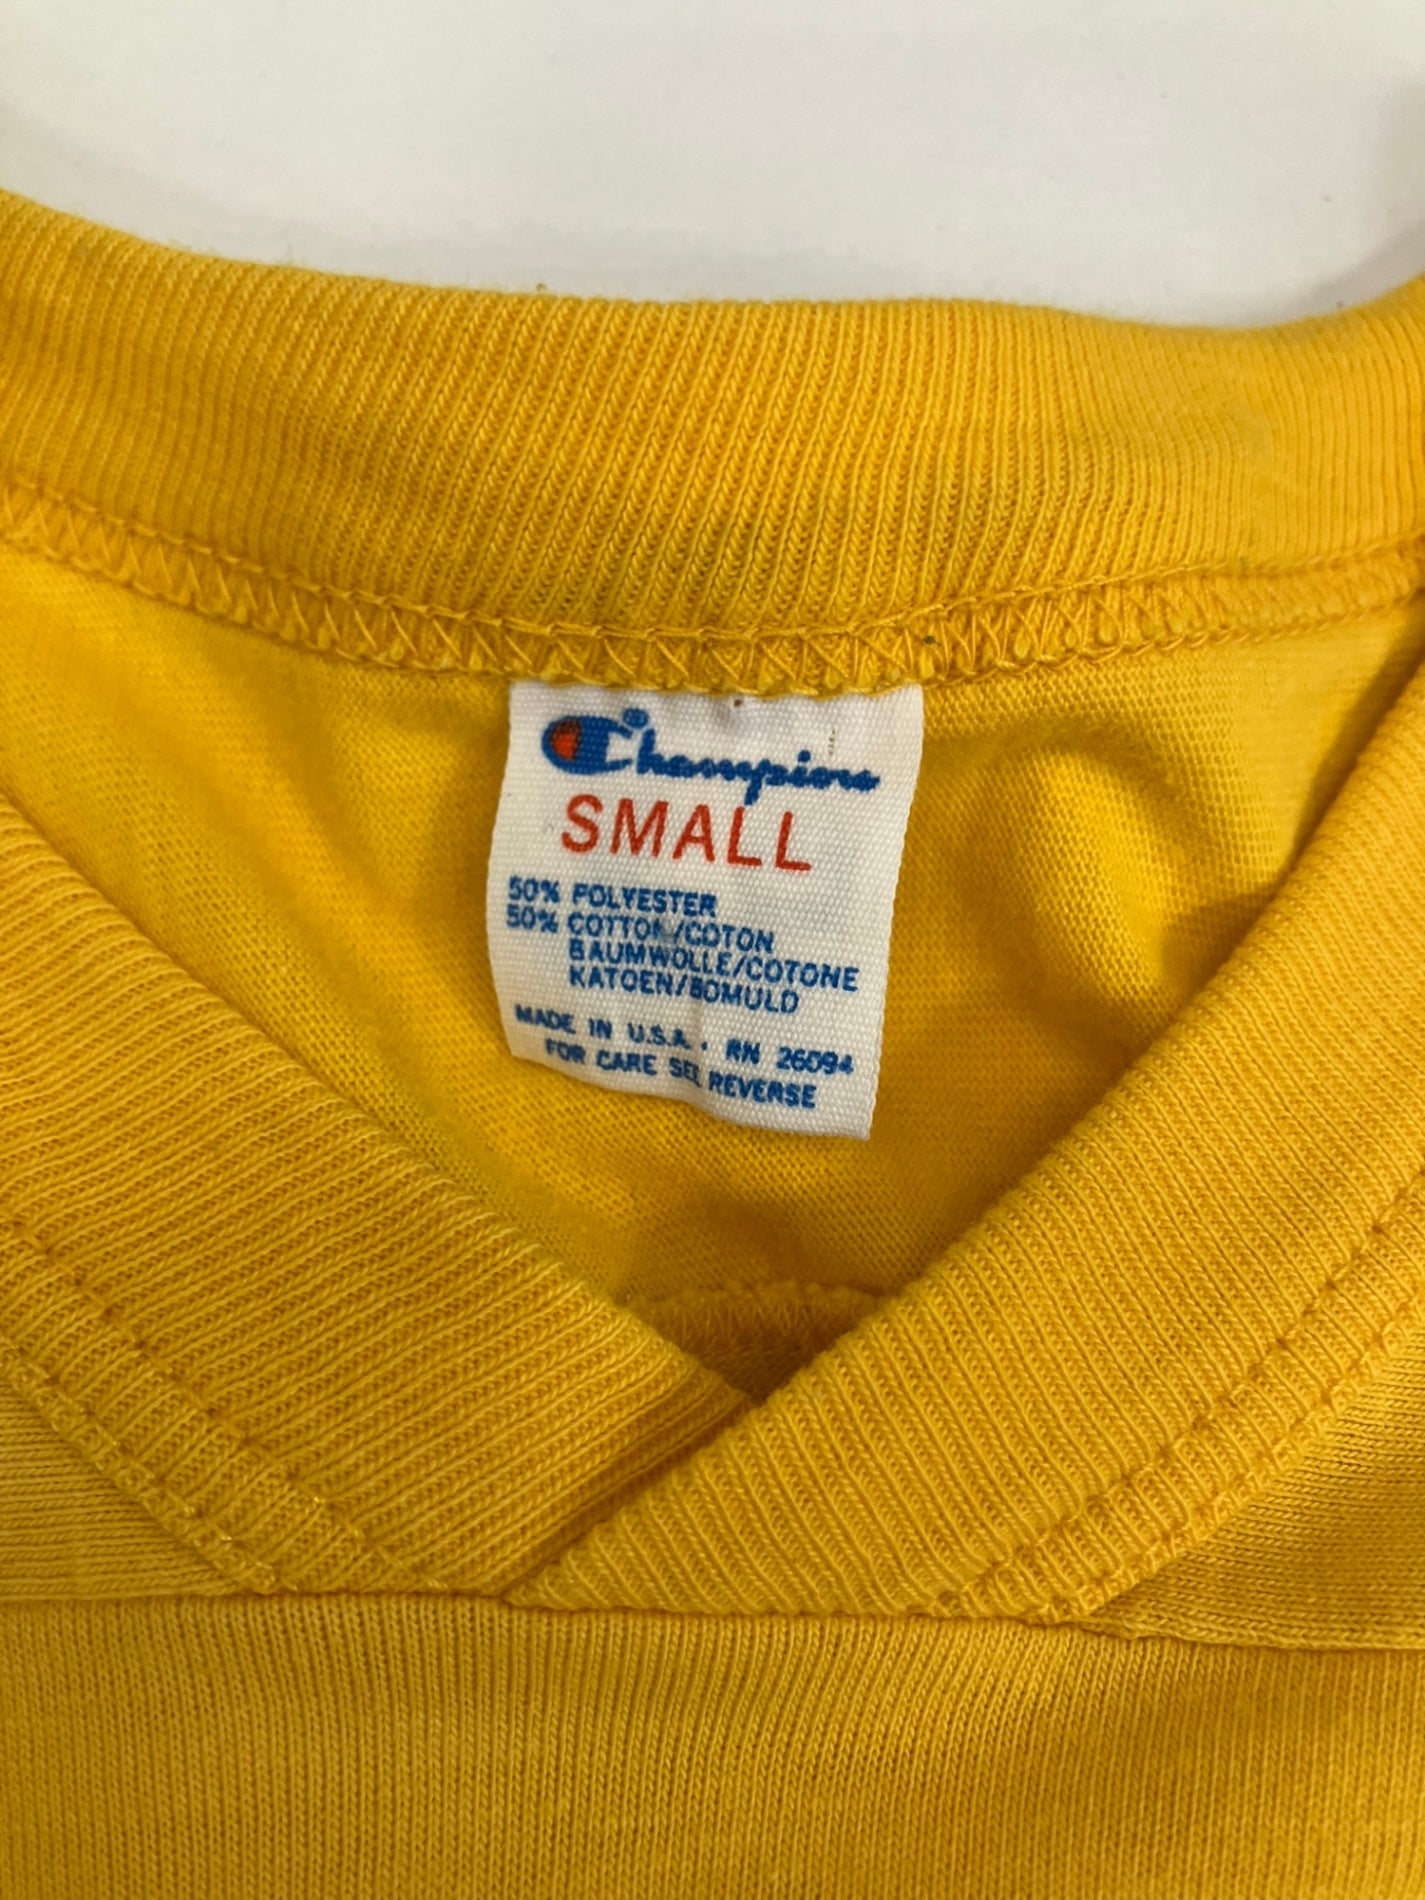 Champion®
SMALL
50% POLYESTER
50% COTTON/COTON
BAUMWOLLE/COTONE
KATOEN/BOMULD
MADE IN U.S.A. • RN 26094
FOR CARE SEE REVERSE